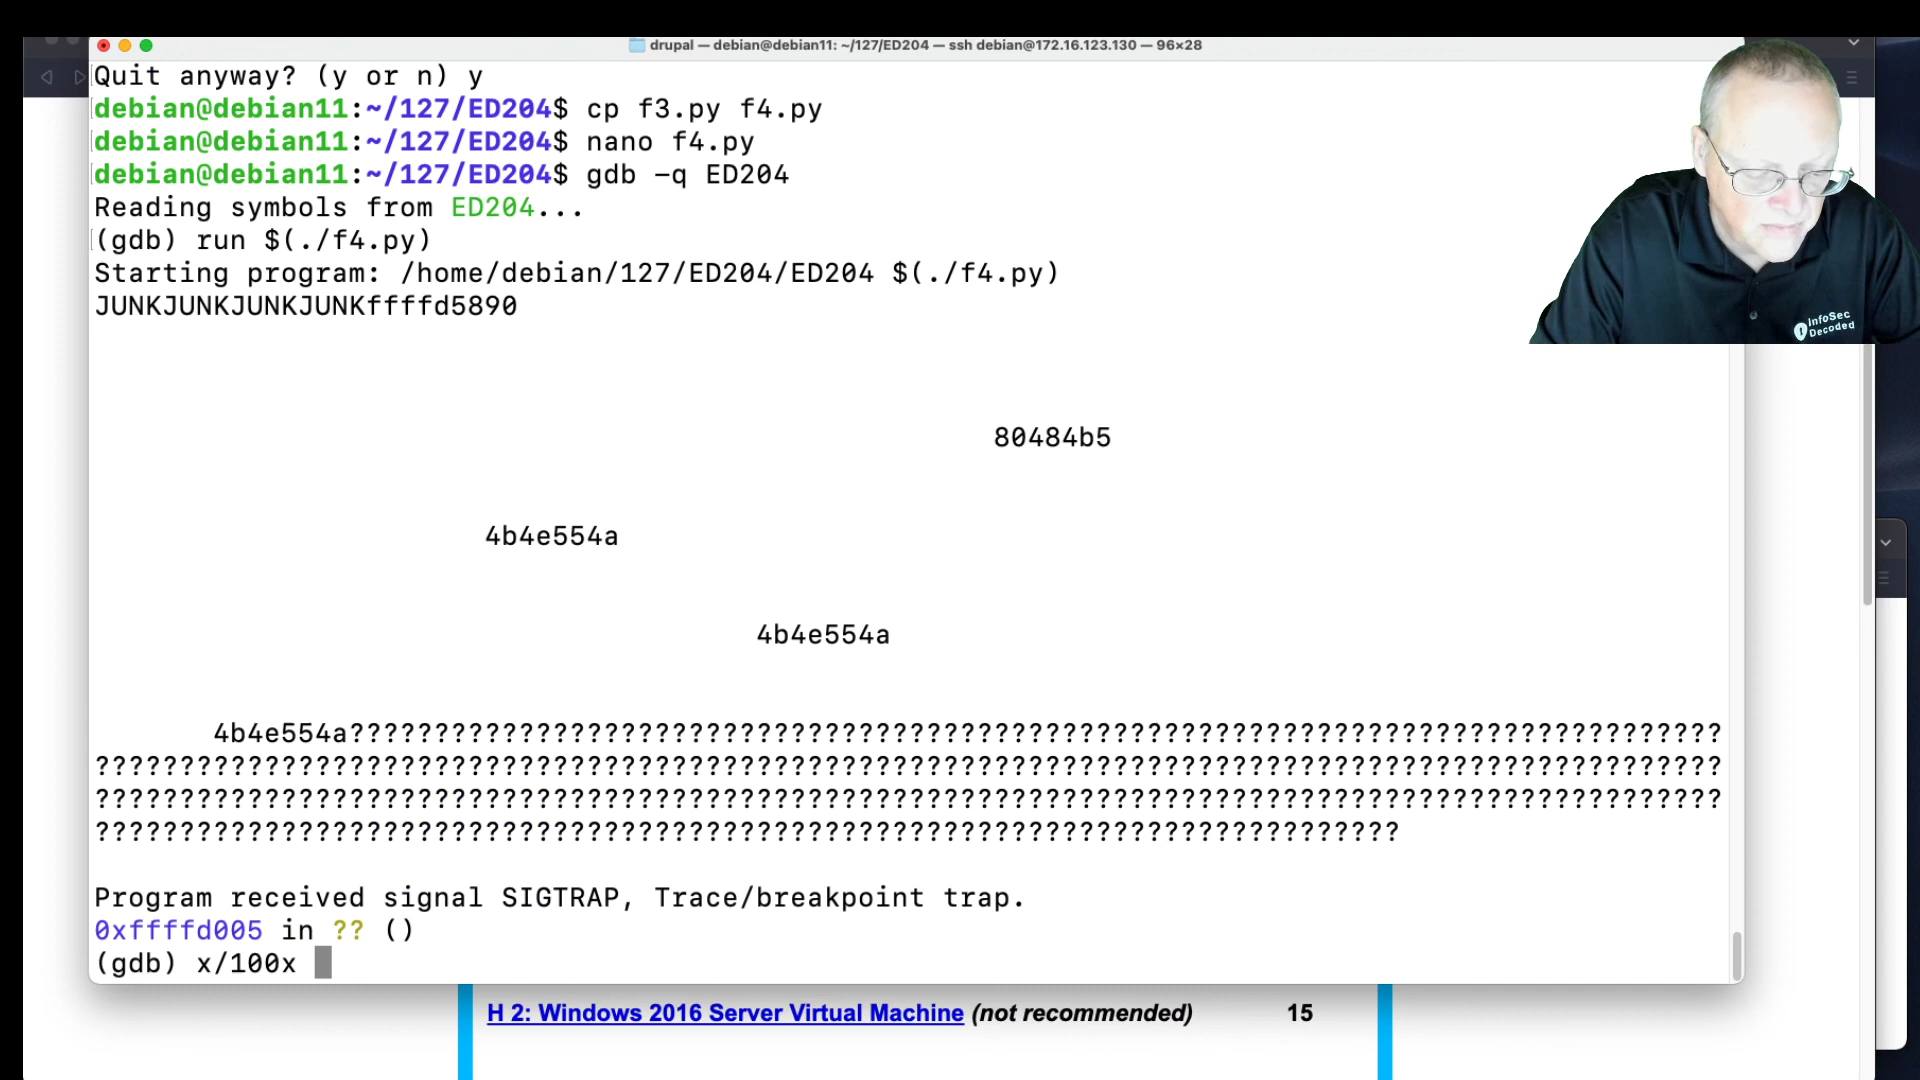 drupal — debian@debian11: ~/127/ED204 — ssh debian@172.16.123.130 — 96×28
Quit anyway? (y or n) y
debian@debian11:~/127/ED204$ cp f3.py f4.py
debian@debian11:~/127/ED204$ nano f4.py
debian@debian11:~/127/ED204$ gdb -q ED204
Reading symbols from ED204...
(gdb) run $(./f4.py)
Starting program: /home/debian/127/ED204/ED204 $(./f4.py)
JUNKJUNKJUNKJUNKffffd5890
80484b5
4b4e554a
4b4e554a
4b4e554a?????????????????????????????????????????????????????????????????????????????????
????????????????????????????????????????????????????????????????????????????????????????????????
????????????????????????????????????????????????????????????????????????????????????????????????
?????????????????????????????????????????????????????????????????????????????
Program received signal SIGTRAP, Trace/breakpoint trap.
0xffffd005 in ?? ()
(gdb) x/100x
InfoSec
Decoded
H 2: Windows 2016 Server Virtual Machine (not recommended) 15